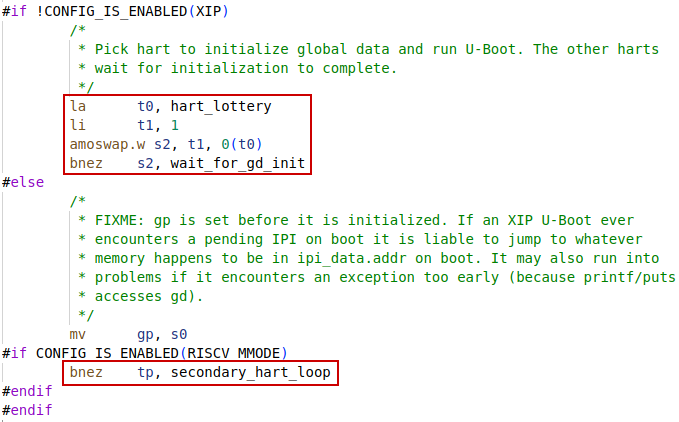 #if !CONFIG_IS_ENABLED(XIP)
/*
* Pick hart to initialize global data and run U-Boot. The other harts
* wait for initialization to complete.
*/
la t0, hart_lottery
li t1, 1
amoswap.w s2, t1, 0(t0)
bnez s2, wait_for_gd_init
#else
/*
* FIXME: gp is set before it is initialized. If an XIP U-Boot ever
* encounters a pending IPI on boot it is liable to jump to whatever
* memory happens to be in ipi_data.addr on boot. It may also run into
* problems if it encounters an exception too early (because printf/puts
* accesses gd).
*/
mv gp, s0
#if CONFIG_IS_ENABLED(RISCV_MMODE)
bnez tp, secondary_hart_loop
#endif
#endif